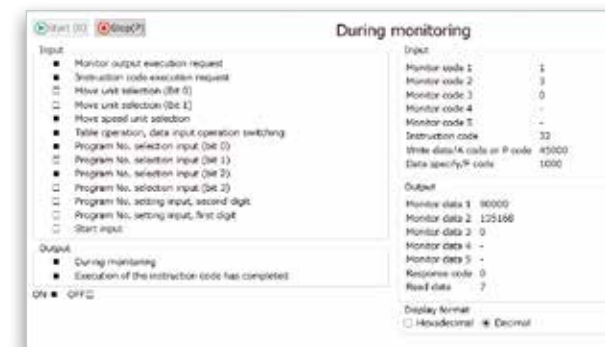 Start (S) Stop(P)
During monitoring
Input
Monitor output execution request
Instruction code execution request
Move unit selection (Bit 0)
Move unit selection (Bit 1)
Move speed unit selection
Table operation, data input operation switching
Program No. selection input (bit 0)
Program No. selection input (bit 1)
Program No. selection input (bit 2)
Program No. selection input (bit 3)
Program No. setting input, second digit
Program No. setting input, first digit
Start input
Output
During monitoring
Execution of the instruction code has completed
ON ■ OFF □
Input
Monitor code 1 1
Monitor code 2 3
Monitor code 3 0
Monitor code 4 -
Monitor code 5 -
Instruction code 32
Write data/A code or P code 45000
Data specify/F code 1000
Output
Monitor data 1 90000
Monitor data 2 135168
Monitor data 3 0
Monitor data 4 -
Monitor data 5 -
Response code 0
Read data 7
Display format
Hexadecimal Decimal